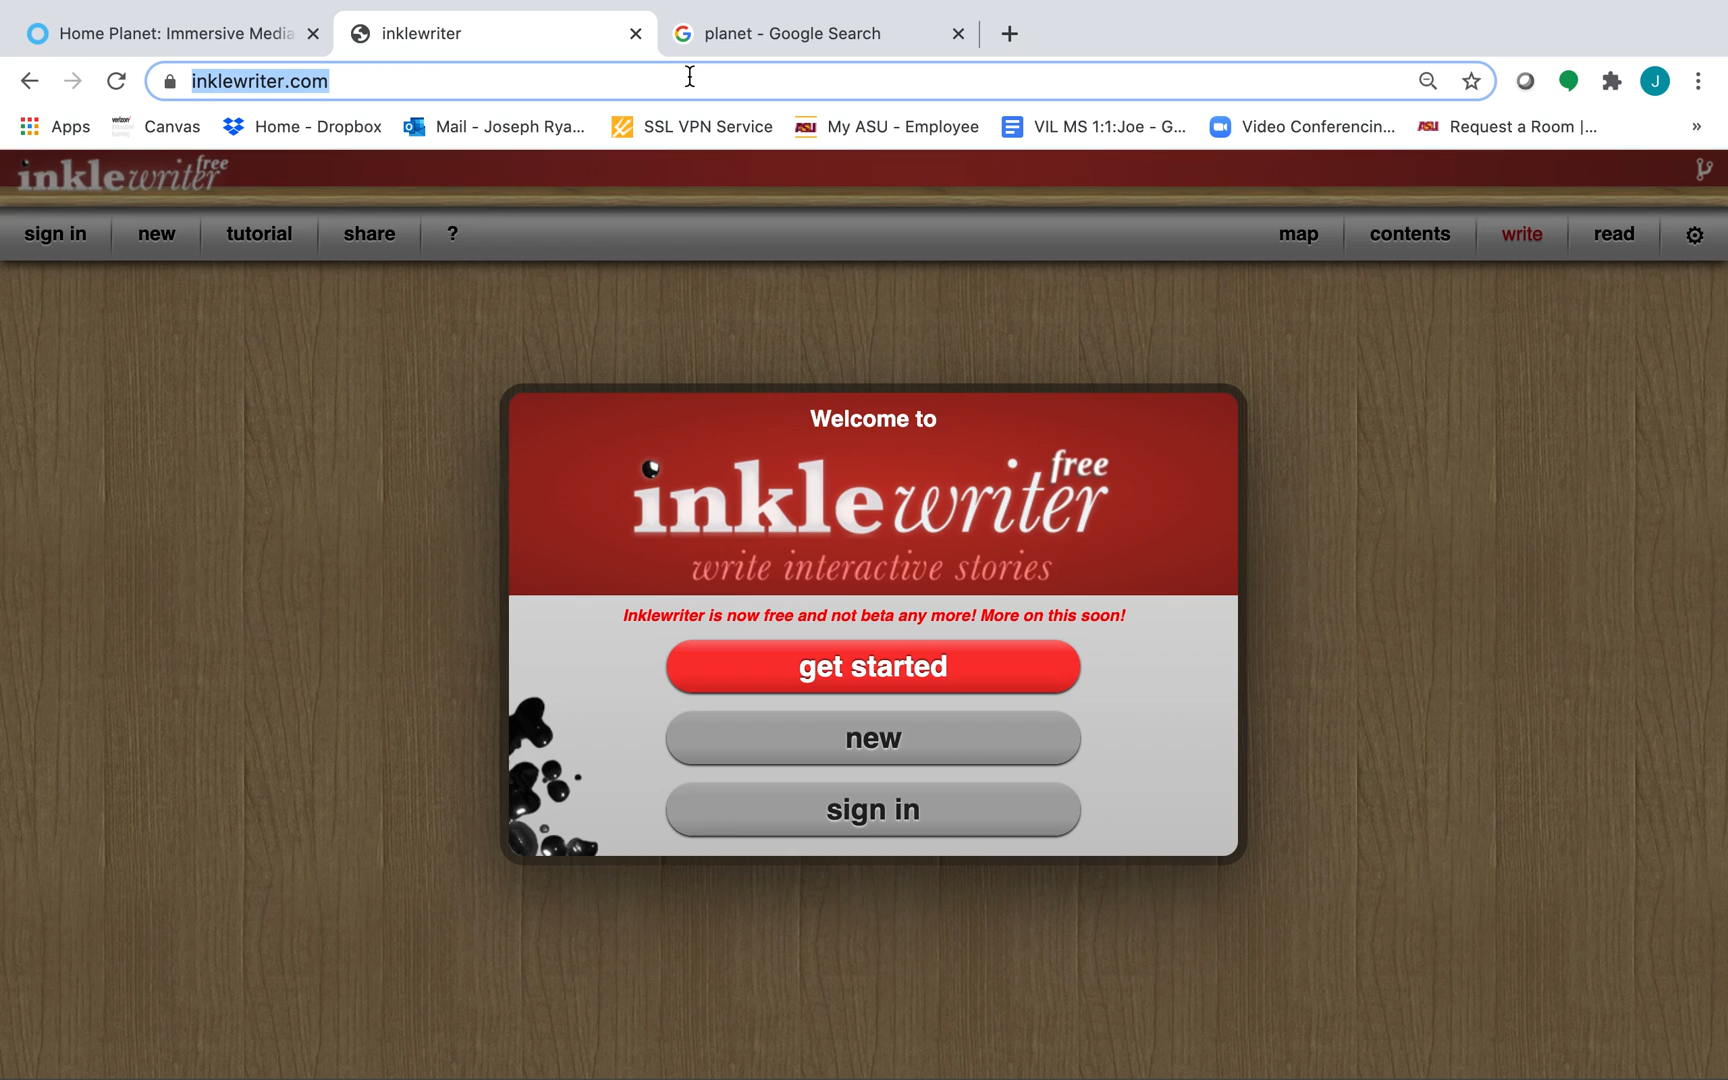 Home Planet: Immersive Media
inklewriter
planet - Google Search
inklewriter.com
J
Apps
verizon
Canvas
Home - Dropbox
Mail - Joseph Rya...
SSL VPN Service
ASU
My ASU - Employee
VIL MS 1:1:Joe - G...
Video Conferencin...
ASU
Request a Room |...
»
inklewriter free
sign in
new
tutorial
share
?
map
contents
write
read
Welcome to
inklewriter free
write interactive stories
Inklewriter is now free and not beta any more! More on this soon!
get started
new
sign in